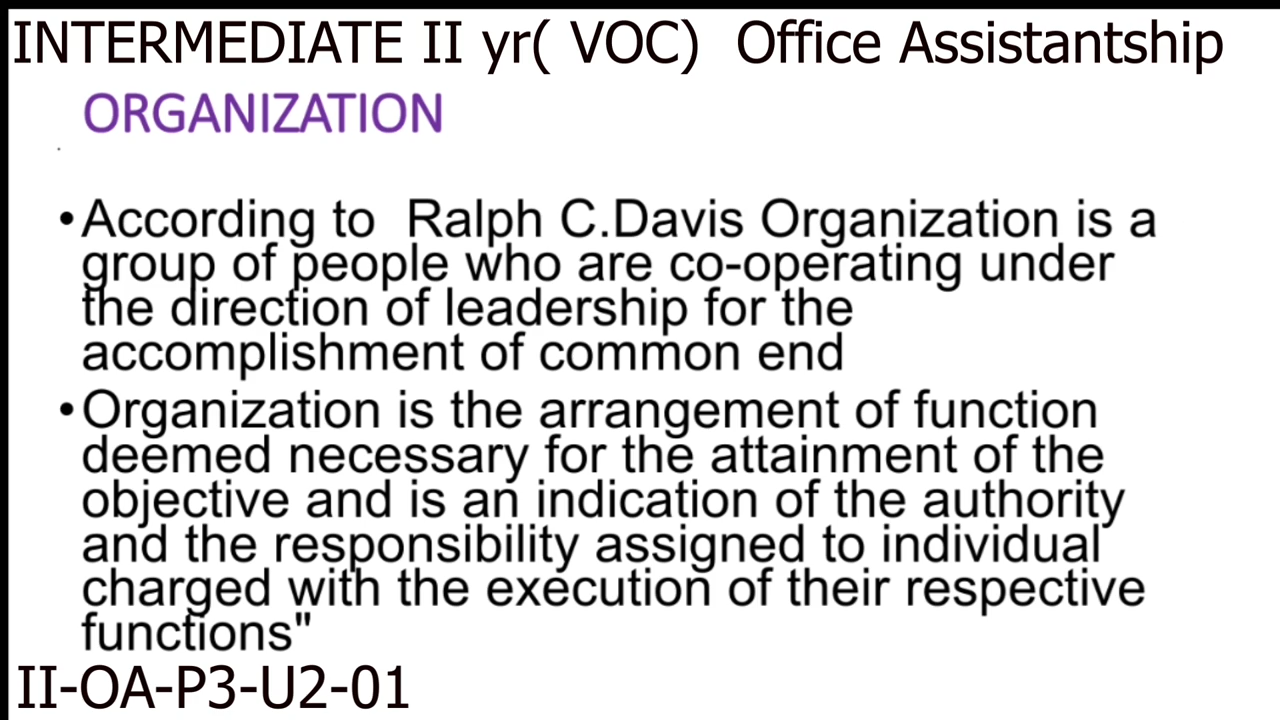 INTERMEDIATE II yr( VOC)  Office Assistantship
ORGANIZATION
•According to  Ralph C.Davis Organization is a
group of people who are co-operating under
the direction of leadership for the
accomplishment of common end
•Organization is the arrangement of function
deemed necessary for the attainment of the
objective and is an indication of the authority
and the responsibility assigned to individual
charged with the execution of their respective
functions"
II-OA-P3-U2-01